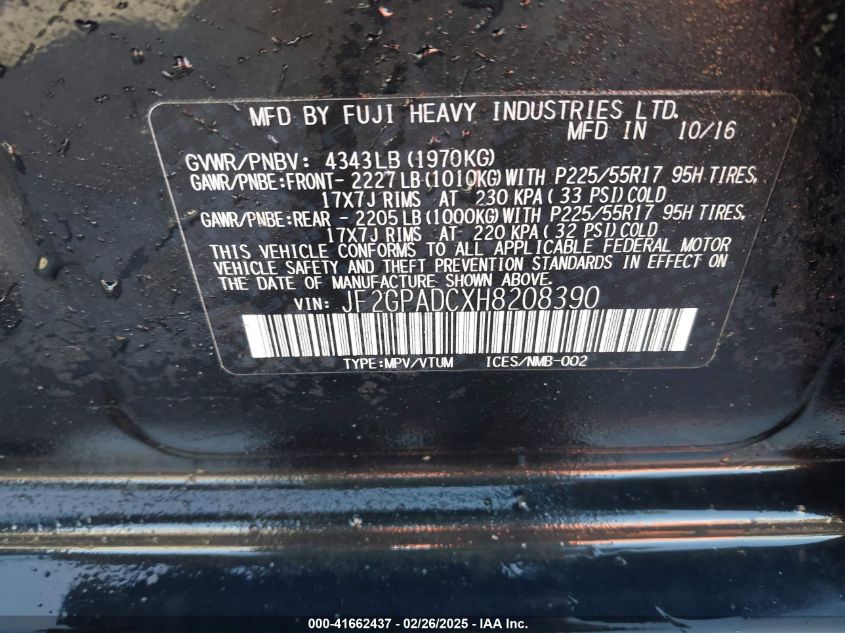 MFD BY FUJI HEAVY INDUSTRIES LTD.
MFD IN 10/16
GVWR/PNBV: 4343LB(1970KG)
GAWR/PNBE:FRONT- 2227LB(1010KG)WITH P225/55R17 95H TIRES,
17X7J RIMS AT 230 KPA(33 PSI)COLD
GAWR/PNBE:REAR - 2205LB(1000KG)WITH P225/55R17 95H TIRES,
17X7J RIMS AT 220 KPA(32 PSI)COLD
THIS VEHICLE CONFORMS TO ALL APPLICABLE FEDERAL MOTOR
VEHICLE SAFETY AND THEFT PREVENTION STANDARDS IN EFFECT ON
THE DATE OF MANUFACTURE SHOWN ABOVE.
VIN: JF2GPADCXH8208390
TYPE:MPV/VTUM ICES/NMB-002
000-41662437 - 02/26/2025 - IAA Inc.